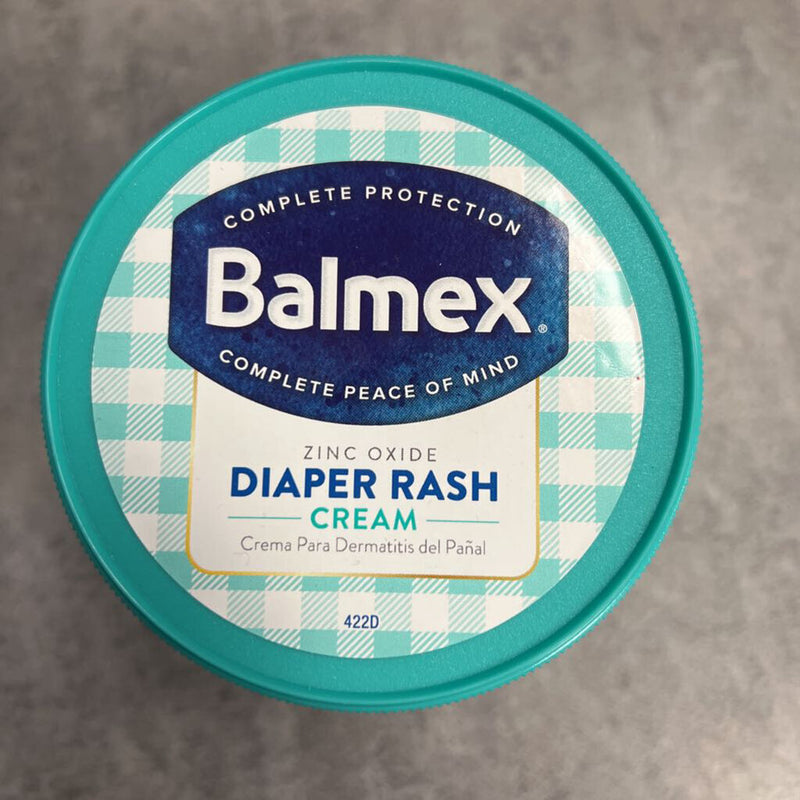 COMPLETE PROTECTION
Balmex®
COMPLETE PEACE OF MIND
ZINC OXIDE
DIAPER RASH
CREAM
Crema Para Dermatitis del Pañal
422D